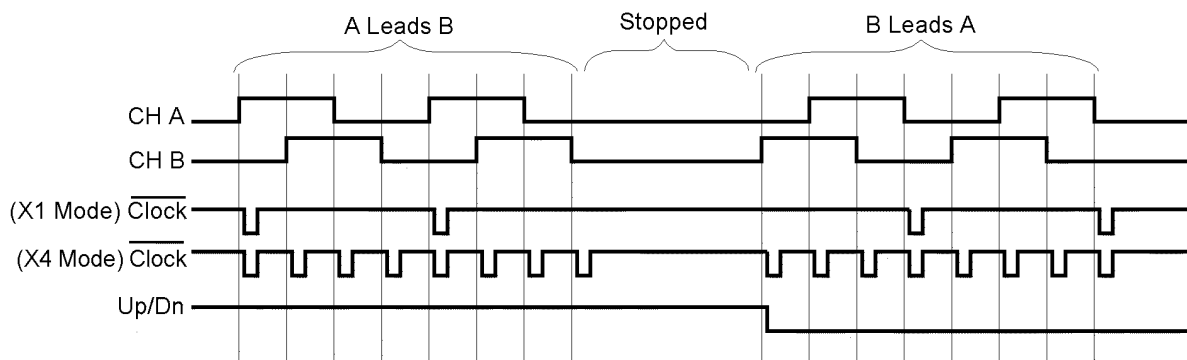 A Leads B
Stopped
B Leads A
CH A
CH B
(X1 Mode) Clock
(X4 Mode) Clock
Up/Dn